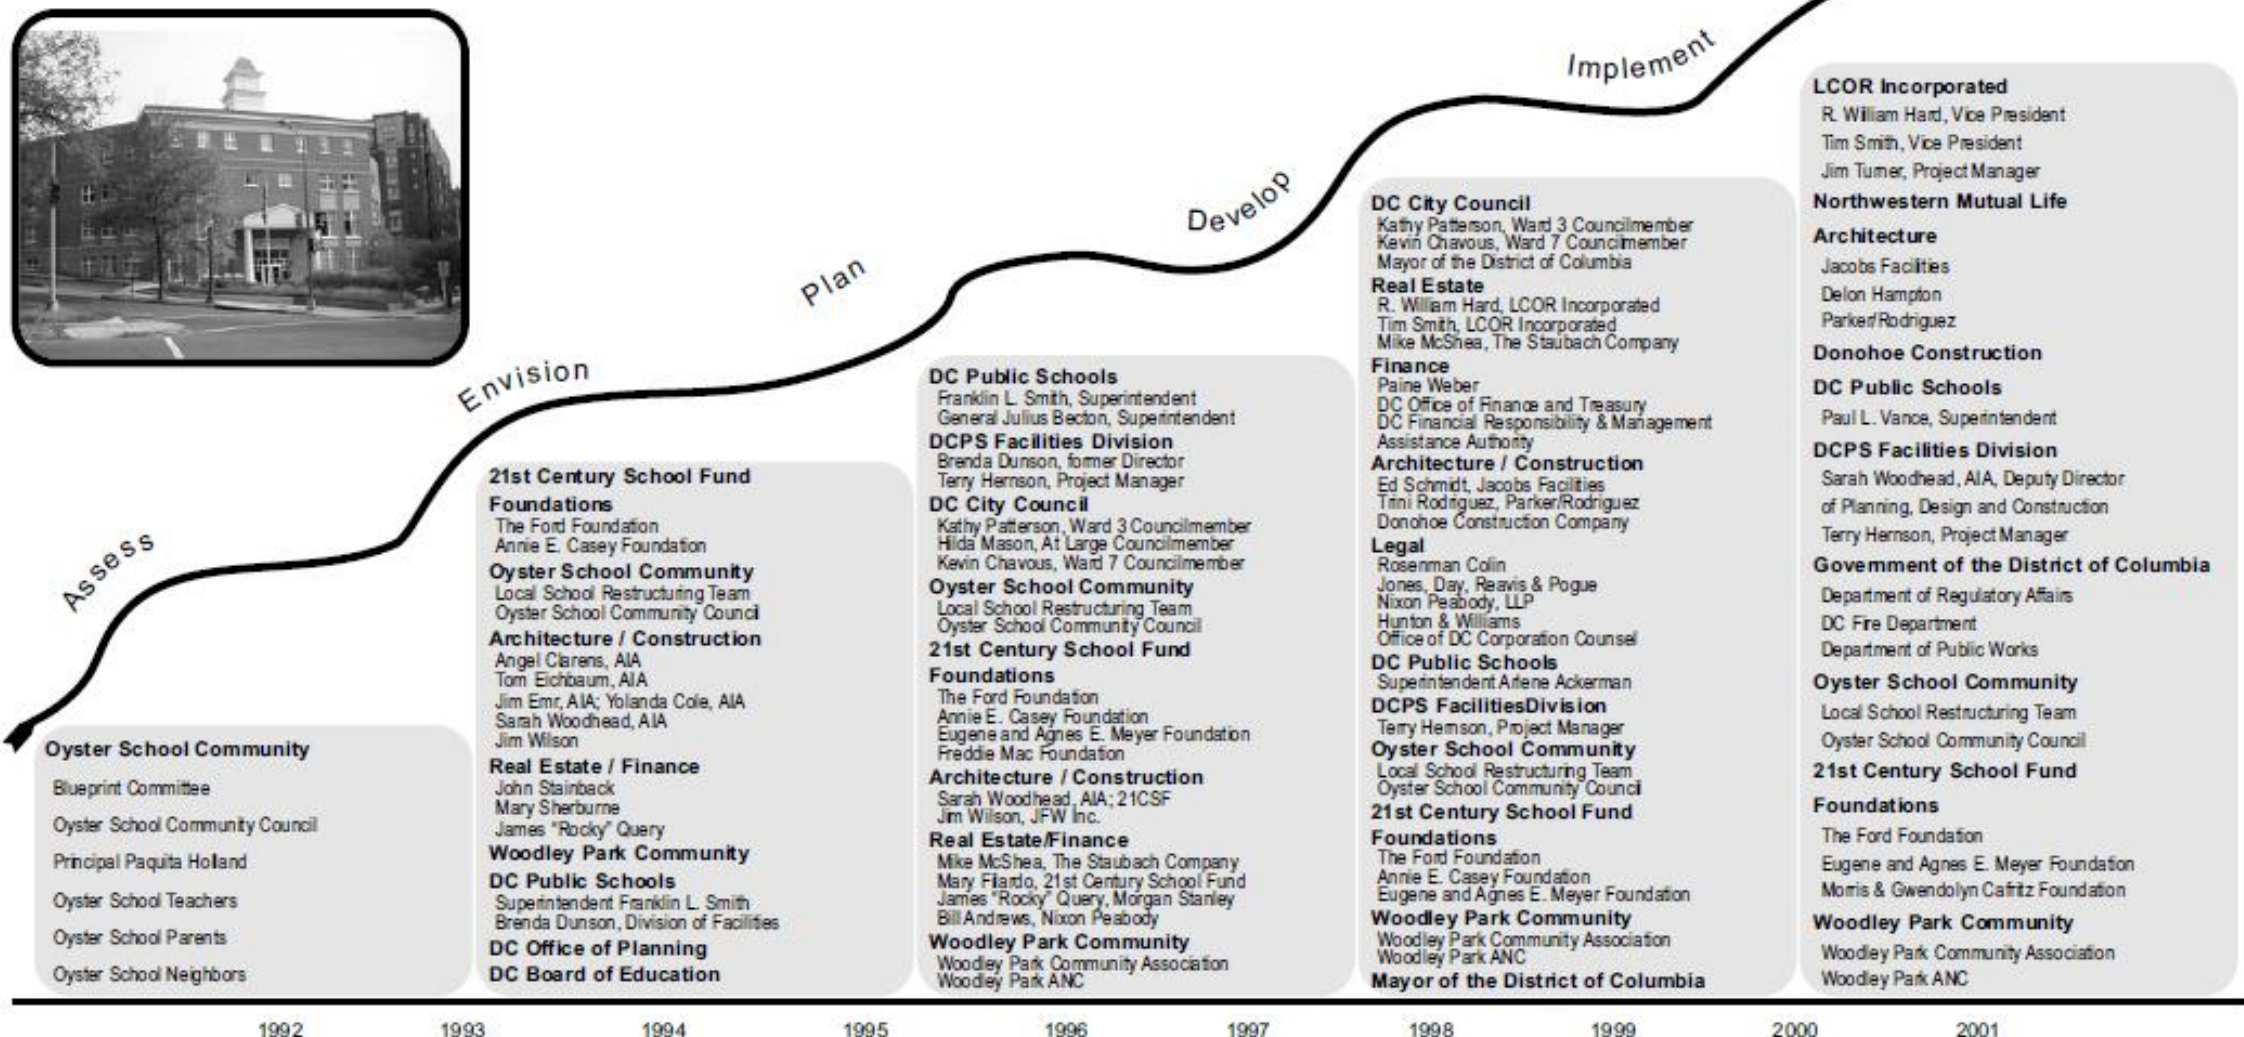 Assess
Envision
Plan
Develop
Implement
Oyster School Community
Blueprint Committee
Oyster School Community Council
Principal Paquita Holland
Oyster School Teachers
Oyster School Parents
Oyster School Neighbors
21st Century School Fund
Foundations
The Ford Foundation
Annie E. Casey Foundation
Oyster School Community
Local School Restructuring Team
Oyster School Community Council
Architecture / Construction
Angel Clarens, AIA
Tom Eichbaum, AIA
Jim Emr, AIA; Yolanda Cole, AIA
Sarah Woodhead, AIA
Jim Wilson
Real Estate / Finance
John Stainback
Mary Sherburne
James "Rocky" Query
Woodley Park Community
DC Public Schools
Superintendent Franklin L. Smith
Brenda Dunson, Division of Facilities
DC Office of Planning
DC Board of Education
DC Public Schools
Franklin L. Smith, Superintendent
General Julius Becton, Superintendent
DCPS Facilities Division
Brenda Dunson, former Director
Terry Hernson, Project Manager
DC City Council
Kathy Patterson, Ward 3 Councilmember
Hilda Mason, At Large Councilmember
Kevin Chavous, Ward 7 Councilmember
Oyster School Community
Local School Restructuring Team
Oyster School Community Council
21st Century School Fund
Foundations
The Ford Foundation
Annie E. Casey Foundation
Eugene and Agnes E. Meyer Foundation
Freddie Mac Foundation
Architecture / Construction
Sarah Woodhead, AIA; 21CSF
Jim Wilson, JFW Inc.
Real Estate/Finance
Mike McShea, The Staubach Company
Mary Filardo, 21st Century School Fund
James "Rocky" Query, Morgan Stanley
Bill Andrews, Nixon Peabody
Woodley Park Community
Woodley Park Community Association
Woodley Park ANC
DC City Council
Kathy Patterson, Ward 3 Councilmember
Kevin Chavous, Ward 7 Councilmember
Mayor of the District of Columbia
Real Estate
R. William Hard, LCOR Incorporated
Tim Smith, LCOR Incorporated
Mike McShea, The Staubach Company
Finance
Paine Weber
DC Office of Finance and Treasury
DC Financial Responsibility & Management
Assistance Authority
Architecture / Construction
Ed Schmidt, Jacobs Facilities
Trini Rodriguez, Parker/Rodriguez
Donohoe Construction Company
Legal
Rosenman Colin
Jones, Day, Reavis & Pogue
Nixon Peabody, LLP
Hunton & Williams
Office of DC Corporation Counsel
DC Public Schools
Superintendent Arlene Ackerman
DCPS FacilitiesDivision
Terry Hernson, Project Manager
Oyster School Community
Local School Restructuring Team
Oyster School Community Council
21st Century School Fund
Foundations
The Ford Foundation
Annie E. Casey Foundation
Eugene and Agnes E. Meyer Foundation
Woodley Park Community
Woodley Park Community Association
Woodley Park ANC
Mayor of the District of Columbia
LCOR Incorporated
R. William Hard, Vice President
Tim Smith, Vice President
Jim Turner, Project Manager
Northwestern Mutual Life
Architecture
Jacobs Facilities
Delon Hampton
Parker/Rodriguez
Donohoe Construction
DC Public Schools
Paul L. Vance, Superintendent
DCPS Facilities Division
Sarah Woodhead, AIA, Deputy Director
of Planning, Design and Construction
Terry Hernson, Project Manager
Government of the District of Columbia
Department of Regulatory Affairs
DC Fire Department
Department of Public Works
Oyster School Community
Local School Restructuring Team
Oyster School Community Council
21st Century School Fund
Foundations
The Ford Foundation
Eugene and Agnes E. Meyer Foundation
Morris & Gwendolyn Cafritz Foundation
Woodley Park Community
Woodley Park Community Association
Woodley Park ANC
1992 1993 1994 1995 1996 1997 1998 1999 2000 2001